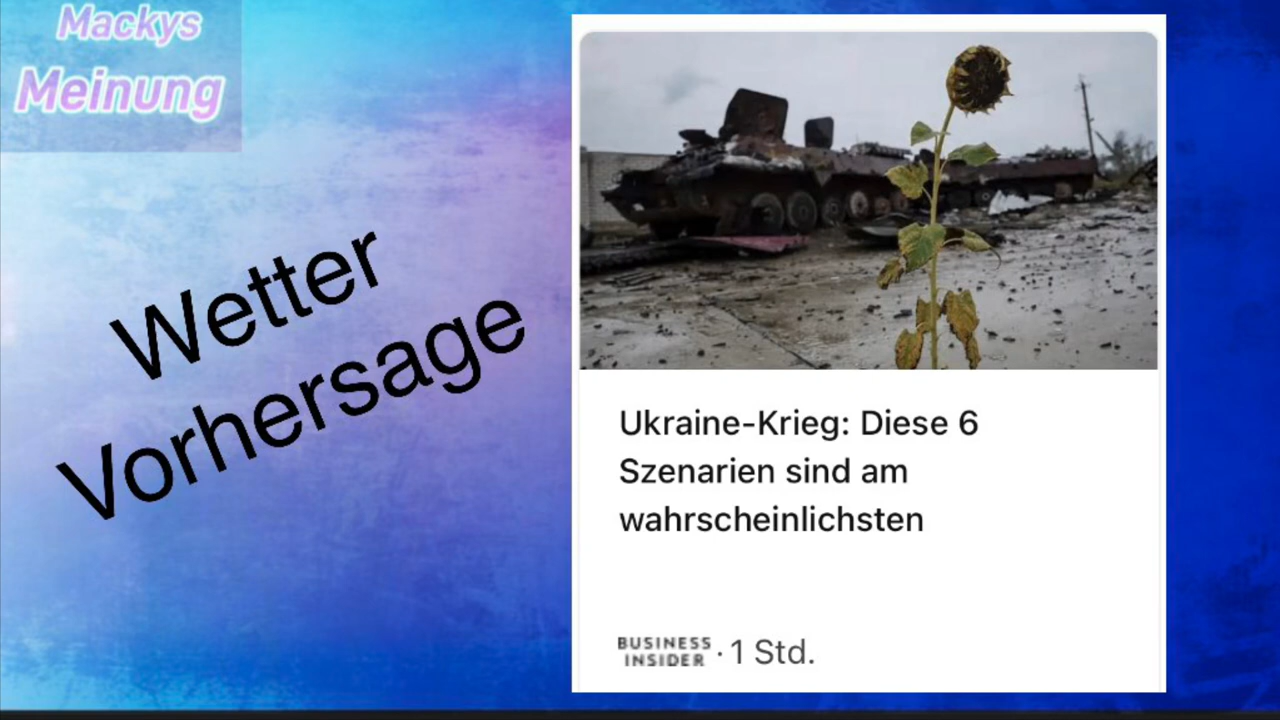 Mackys
Meinung
Wetter
Vorhersage
Ukraine-Krieg: Diese 6
Szenarien sind am
wahrscheinlichsten
BUSINESS
INSIDER · 1 Std.